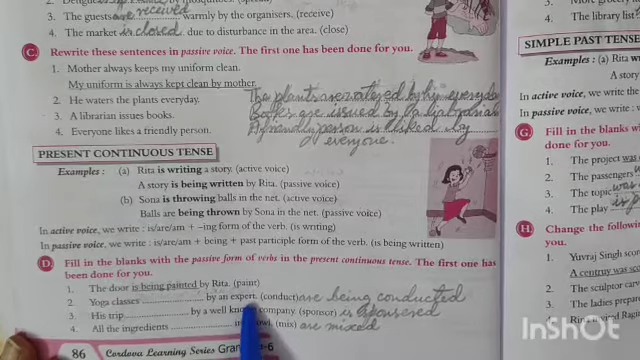 3. The guests are received warmly by the organisers. (receive)
4. The market is closed due to disturbance in the area. (close)
C. Rewrite these sentences in passive voice. The first one has been done for you.
1. Mother always keeps my uniform clean.
My uniform is always kept clean by mother.
2. He waters the plants everyday. The plants are watered by him everyday
3. A librarian issues books. Books are issued by a librarian
4. Everyone likes a friendly person. A friendly person is liked by
everyone.
PRESENT CONTINUOUS TENSE
Examples : (a) Rita is writing a story. (active voice)
A story is being written by Rita. (passive voice)
(b) Sona is throwing balls in the net. (active voice)
Balls are being thrown by Sona in the net. (passive voice)
In active voice, we write : is/are/am + -ing form of the verb. (is writing)
In passive voice, we write : is/are/am + being + past participle form of the verb. (is being written)
D. Fill in the blanks with the passive form of verbs in the present continuous tense. The first one has
been done for you.
1. The door is being painted by Rita. (paint)
2. Yoga classes by an expert. (conduct) are being conducted
3. His trip by a well known company. (sponsor) is sponsered
4. All the ingredients (mix) are mixed
86 Cordova Learning Series
4. The library list
SIMPLE PAST TENSE
Examples : (a) Rita w
(b) A st
In active voice, we write the
In passive voice, we write :
G. Fill in the blanks w
done for you.
1. The project was
2. The passengers
3. The topic was
4. The play is
H. Change the followi
you.
1. Yuvraj Singh scor
A century was s
2. The sculptor carv
3. The ladies prepare
Raged Rajpu
InShOt